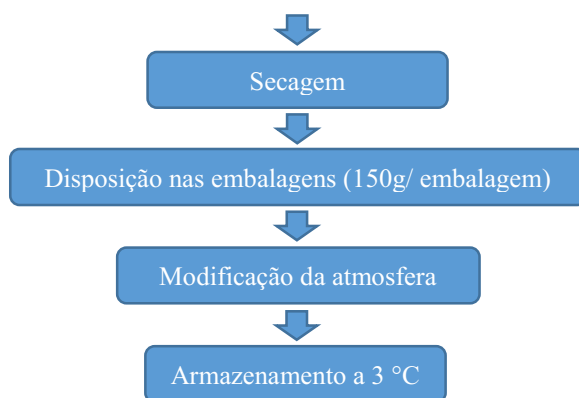 Secagem
Disposição nas embalagens (150g/ embalagem)
Modificação da atmosfera
Armazenamento a 3 °C